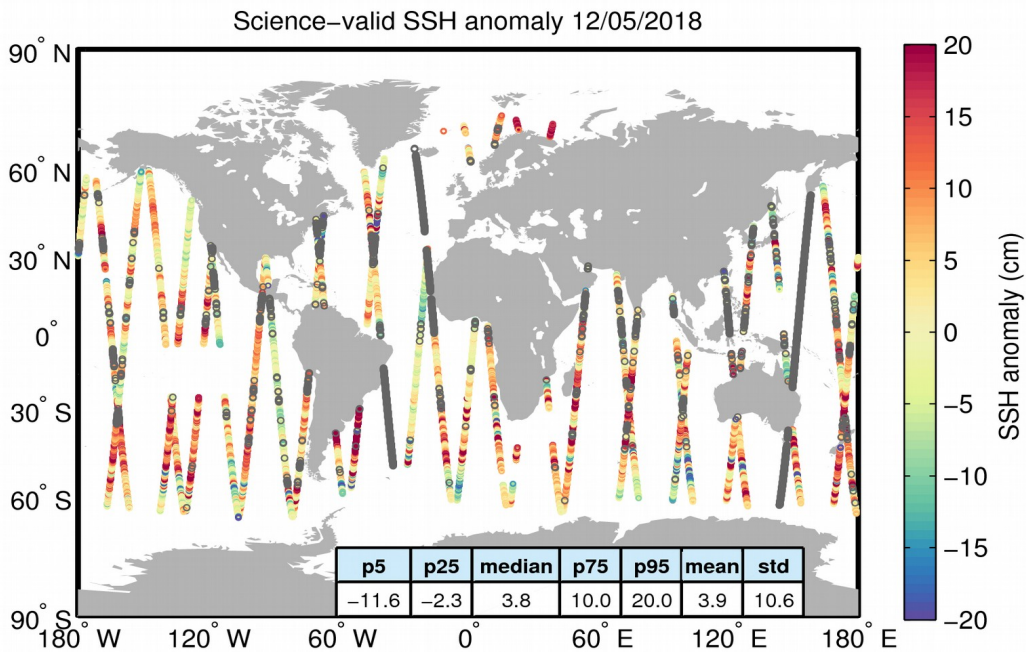 Science−valid SSH anomaly 12/05/2018
90° N
60° N
30° N
0°
30° S
60° S
90° S
180° W
120° W
60° W
0°
60° E
120° E
180° E
p5 p25 median p75 p95 mean std
−11.6 −2.3 3.8 10.0 20.0 3.9 10.6
20
15
10
5
0
−5
−10
−15
−20
SSH anomaly (cm)